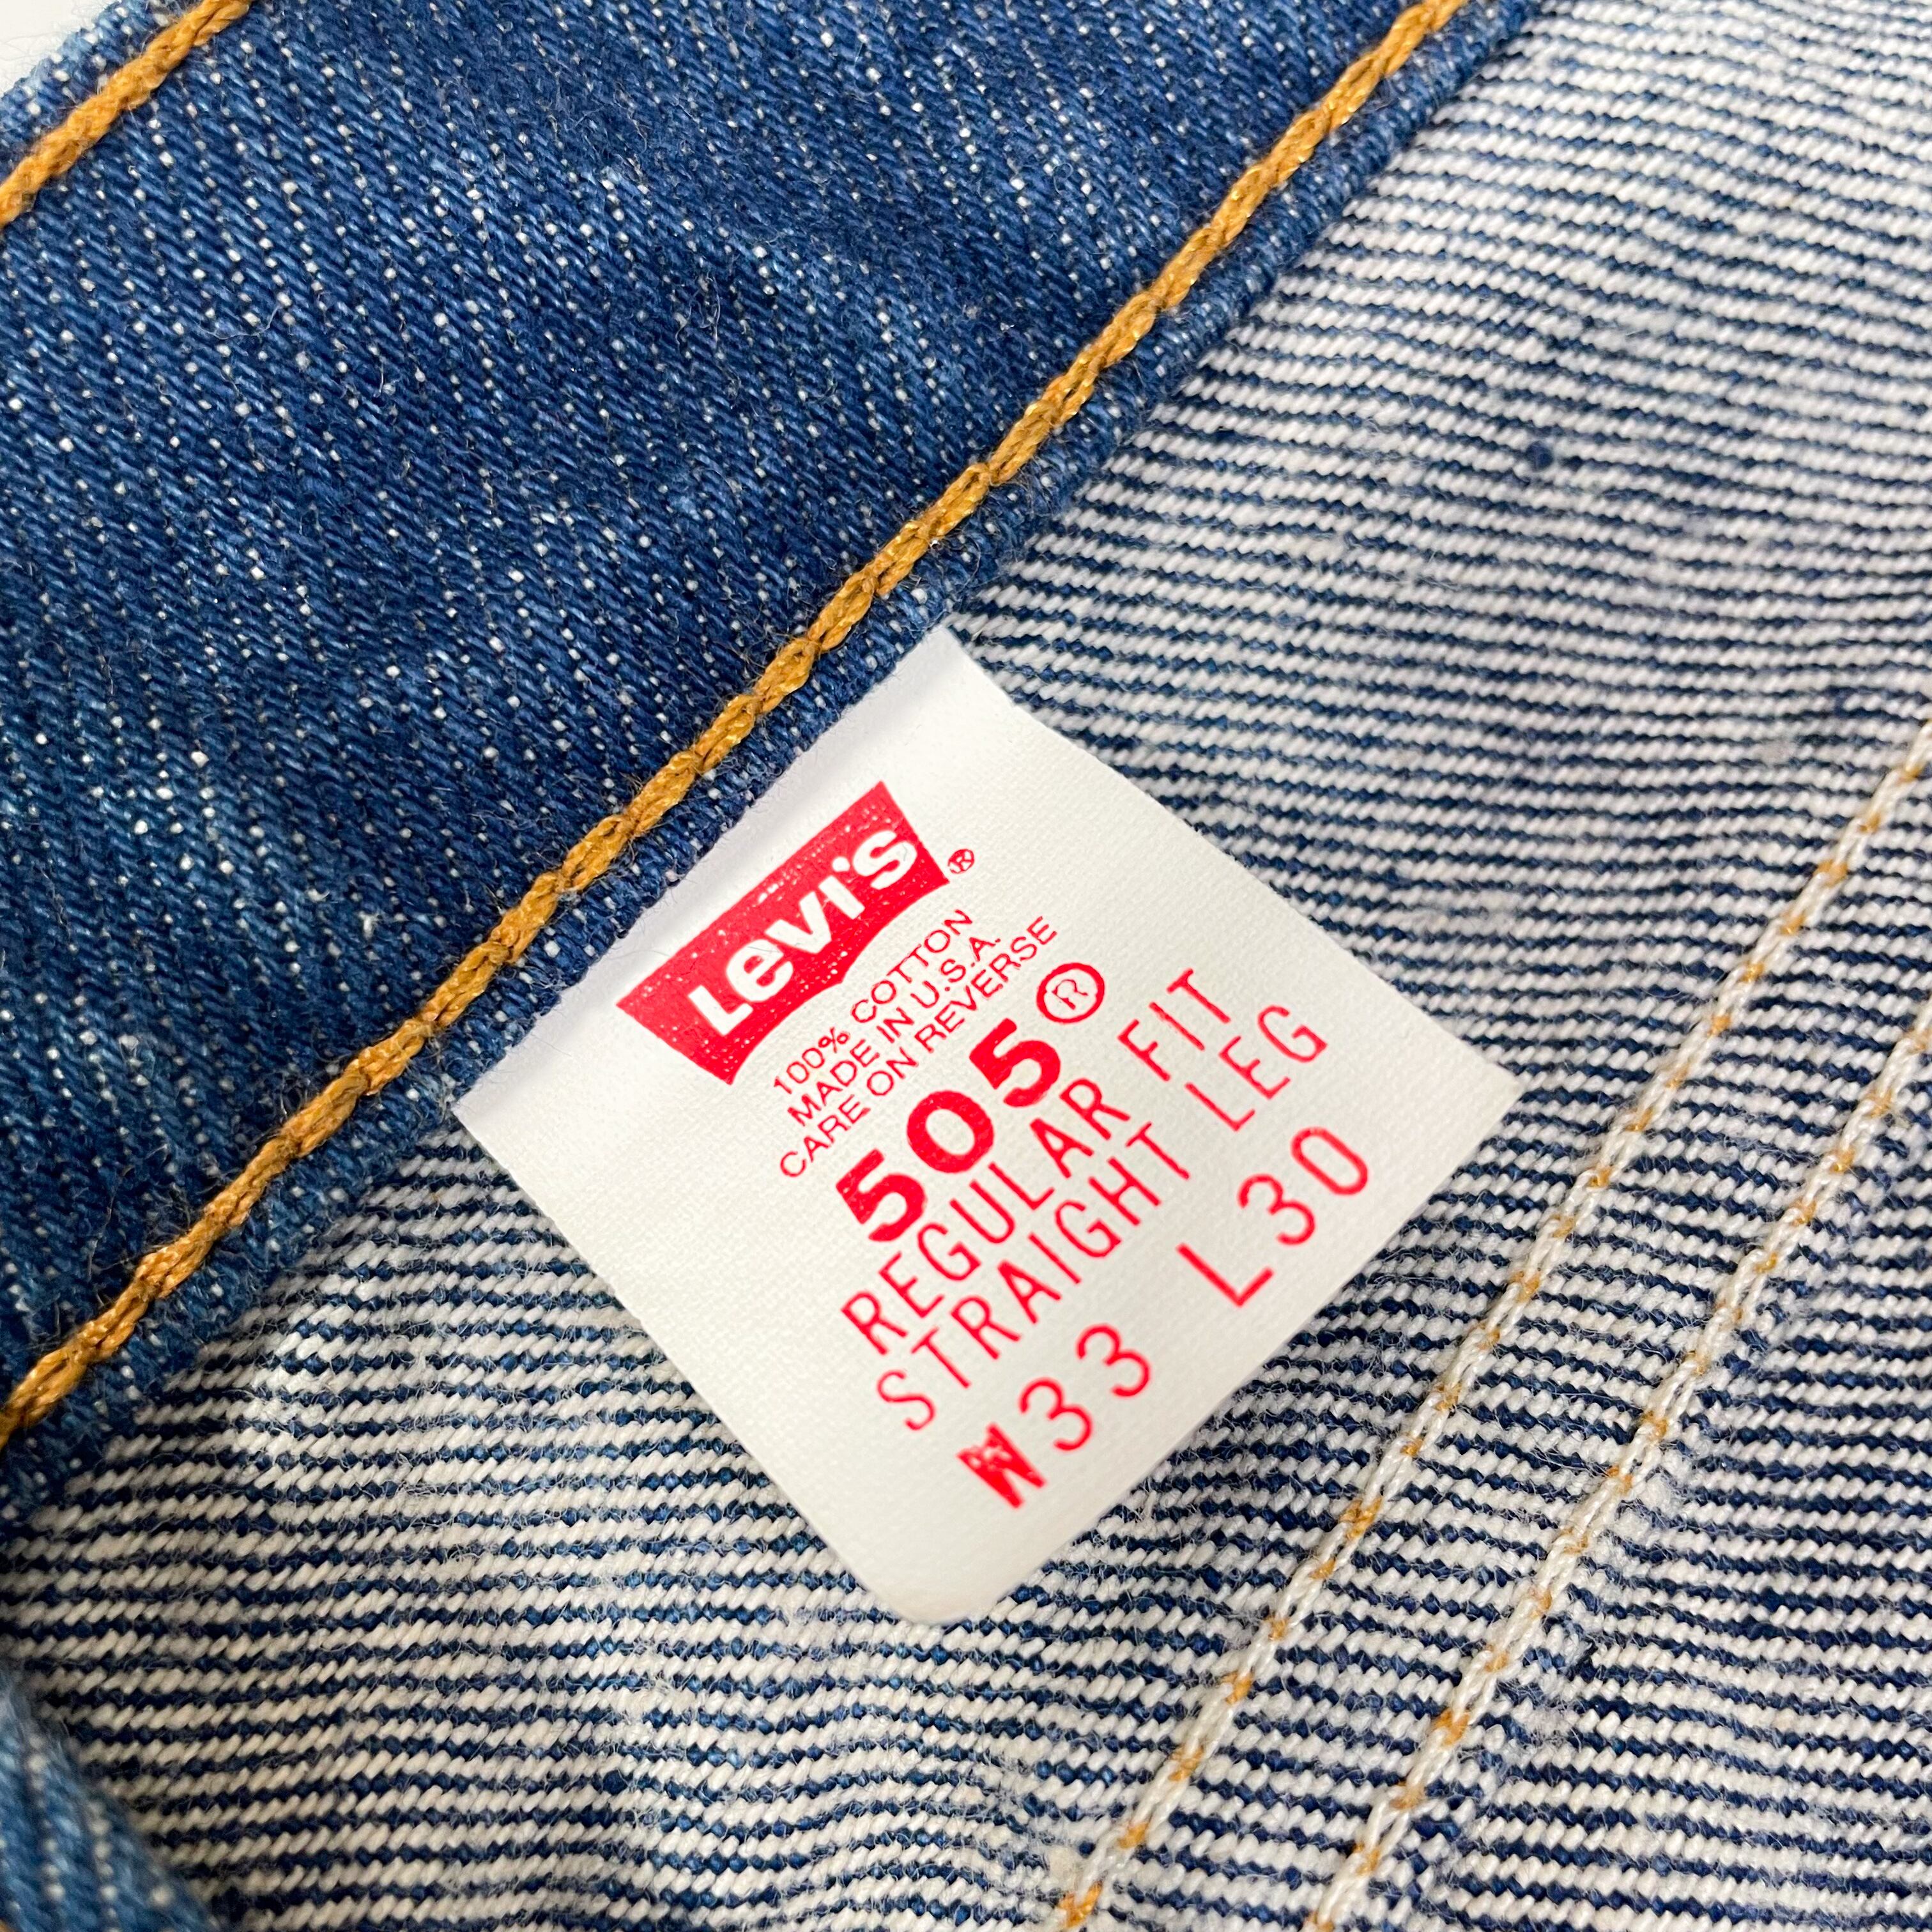 Levi's®
100% COTTON
MADE IN U.S.A.
CARE ON REVERSE
505®
REGULAR FIT
STRAIGHT LEG
W33 L30